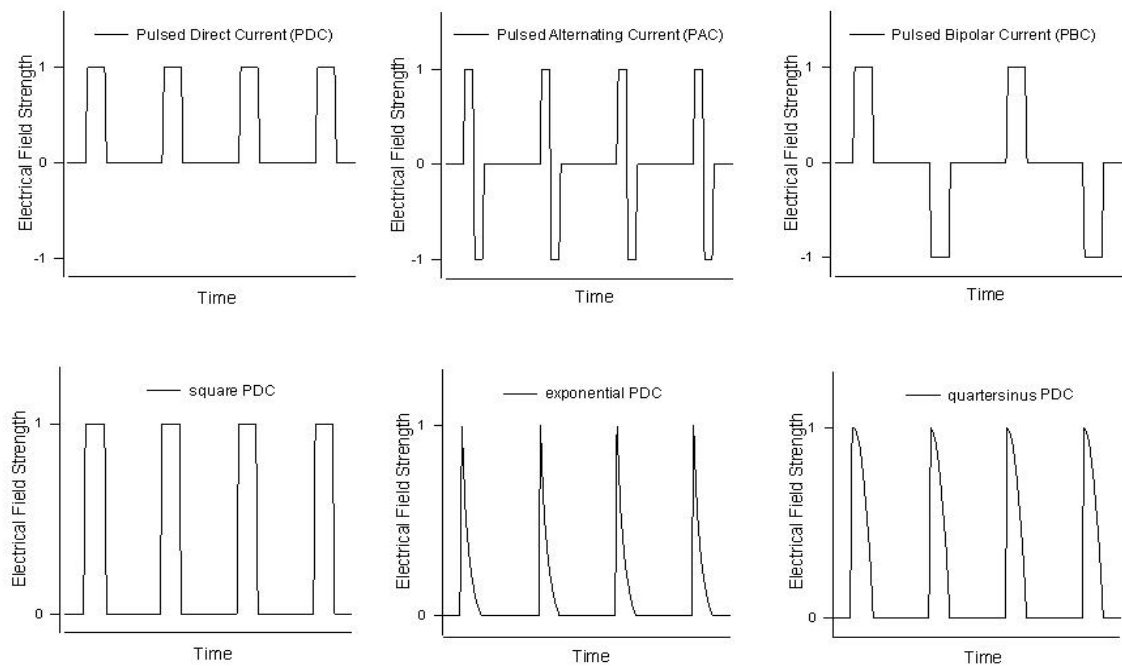 Pulsed Direct Current (PDC)
1
0
-1
Electrical Field Strength
Time
Pulsed Alternating Current (PAC)
1
0
-1
Electrical Field Strength
Time
Pulsed Bipolar Current (PBC)
1
0
-1
Electrical Field Strength
Time
square PDC
1
0
Electrical Field Strength
Time
exponential PDC
1
0
Electrical Field Strength
Time
quartersinus PDC
1
0
Electrical Field Strength
Time